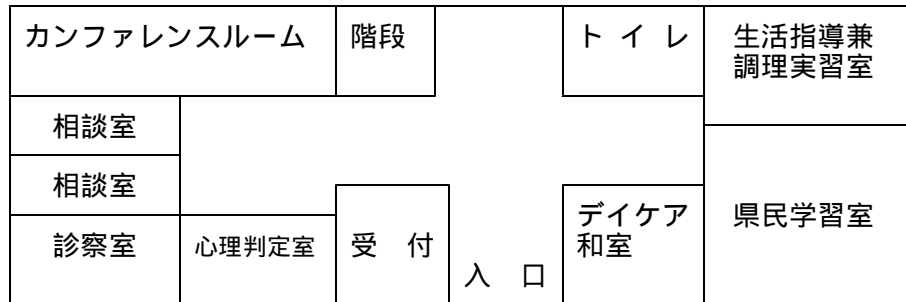 カンファレンスルーム
階段
トイレ
生活指導兼
調理実習室
相談室
相談室
診察室
心理判定室
受付
入口
デイケア
和室
県民学習室